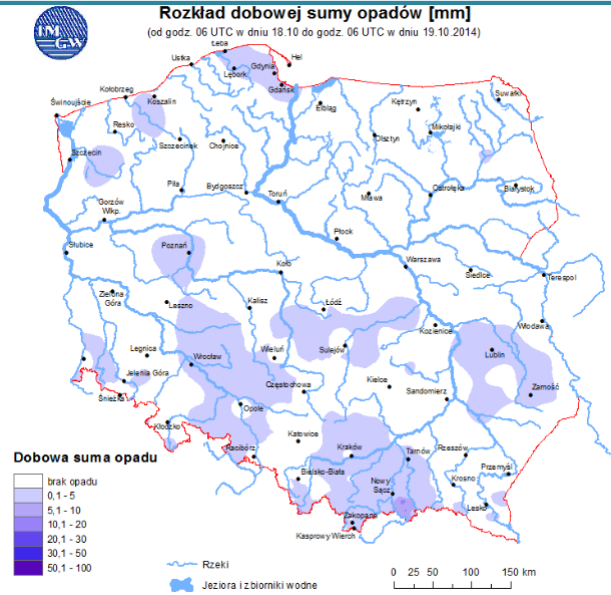 Rozkład dobowej sumy opadów [mm]
(od godz. 06 UTC w dniu 18.10 do godz. 06 UTC w dniu 19.10.2014)
IM
G-W
Łeba
Hel
Ustka
Gdynia
Lębork
Gdańsk
Suwałki
Kołobrzeg
Koszalin
Świnoujście
Elbląg
Kętrzyn
Resko
Mikołajki
Szczecinek
Chojnice
Olsztyn
Szczecin
Piła
Bydgoszcz
Toruń
Mława
Ostrołęka
Białystok
Gorzów
Wlkp.
Płock
Słubice
Poznań
Koło
Warszawa
Siedlce
Terespol
Zielona
Góra
Leszno
Kalisz
Łódź
Kozienice
Włodawa
Legnica
Wrocław
Wieluń
Sulejów
Lublin
Jelenia Góra
Śnieżka
Częstochowa
Kielce
Sandomierz
Zamość
Opole
Kłodzko
Katowice
Racibórz
Kraków
Tarnów
Rzeszów
Przemyśl
Bielsko-Biała
Nowy
Sącz
Krosno
Lesko
Zakopane
Kasprowy Wierch
Dobowa suma opadu
brak opadu
0,1 - 5
5,1 - 10
10,1 - 20
20,1 - 30
30,1 - 50
50,1 - 100
Rzeki
Jeziora i zbiorniki wodne
0 25 50 100 150 km